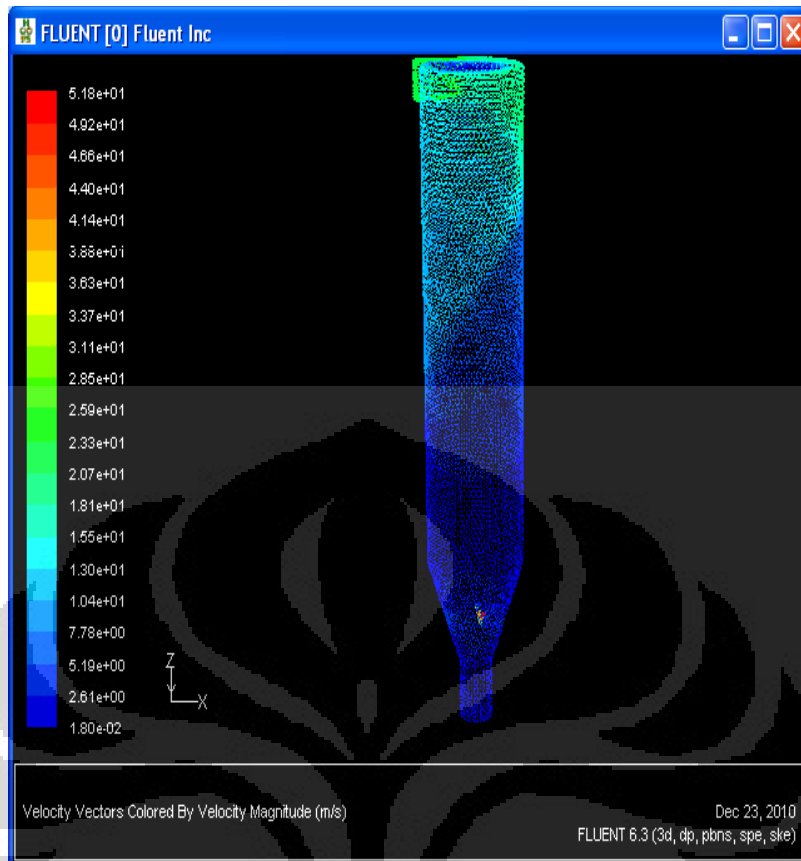 FLUENT [0] Fluent Inc
5.18e+01
4.92e+01
4.66e+01
4.40e+01
4.14e+01
3.88e+01
3.63e+01
3.37e+01
3.11e+01
2.85e+01
2.59e+01
2.33e+01
2.07e+01
1.81e+01
1.55e+01
1.30e+01
1.04e+01
7.78e+00
5.19e+00
2.61e+00
1.80e-02
Z
X
Velocity Vectors Colored By Velocity Magnitude (m/s)
Dec 23, 2010
FLUENT 6.3 (3d, dp, pbns, spe, ske)